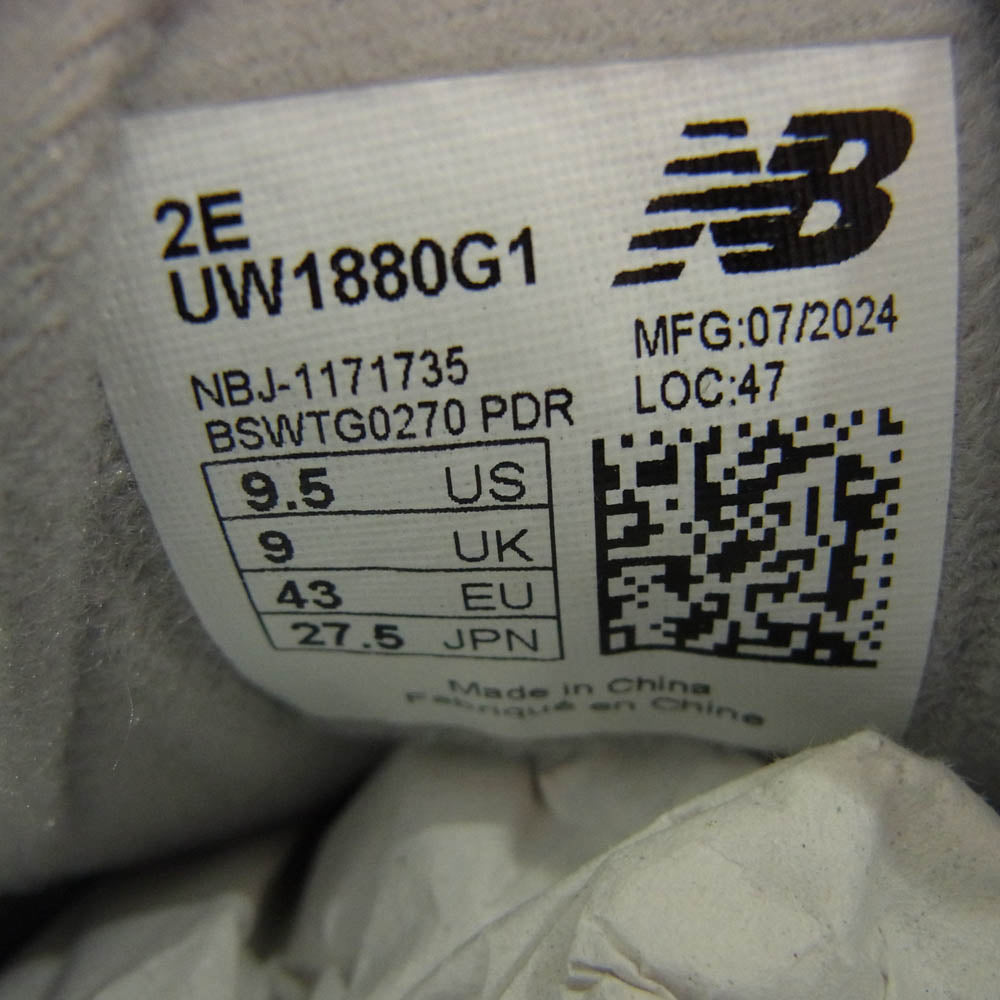 NB
2E
UW1880G1
MFG:07/2024
LOC:47
NBJ-1171735
BSWTG0270 PDR
9.5 US
9 UK
43 EU
27.5 JPN
Made in China
Fabriqué en Chine